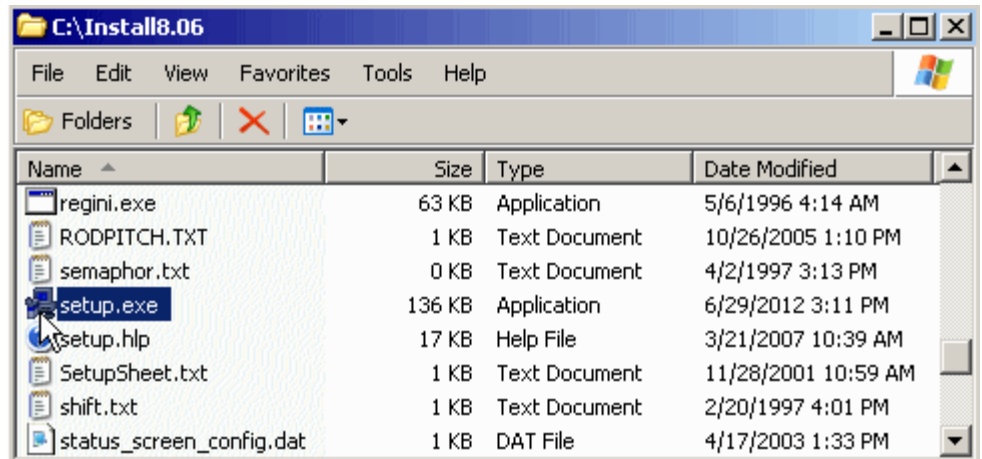 C:\Install8.06
File Edit View Favorites Tools Help
Folders
Name Size Type Date Modified
regini.exe 63 KB Application 5/6/1996 4:14 AM
RODPITCH.TXT 1 KB Text Document 10/26/2005 1:10 PM
semaphor.txt 0 KB Text Document 4/2/1997 3:13 PM
setup.exe 136 KB Application 6/29/2012 3:11 PM
setup.hlp 17 KB Help File 3/21/2007 10:39 AM
SetupSheet.txt 1 KB Text Document 11/28/2001 10:59 AM
shift.txt 1 KB Text Document 2/20/1997 4:01 PM
status_screen_config.dat 1 KB DAT File 4/17/2003 1:33 PM